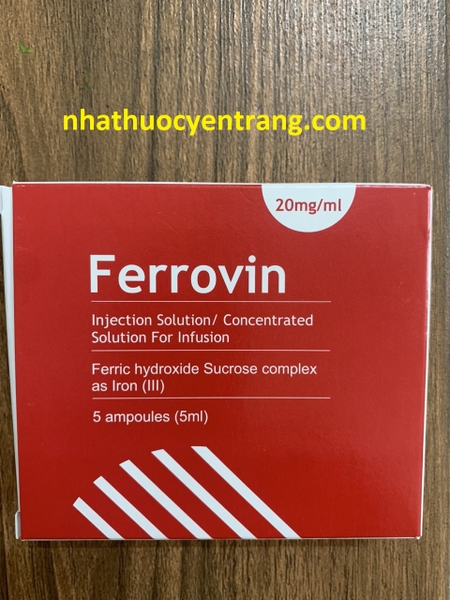 nhathuocyentrang.com
20mg/ml
Ferrovin
Injection Solution/ Concentrated
Solution For Infusion
Ferric hydroxide Sucrose complex
as Iron (III)
5 ampoules (5ml)